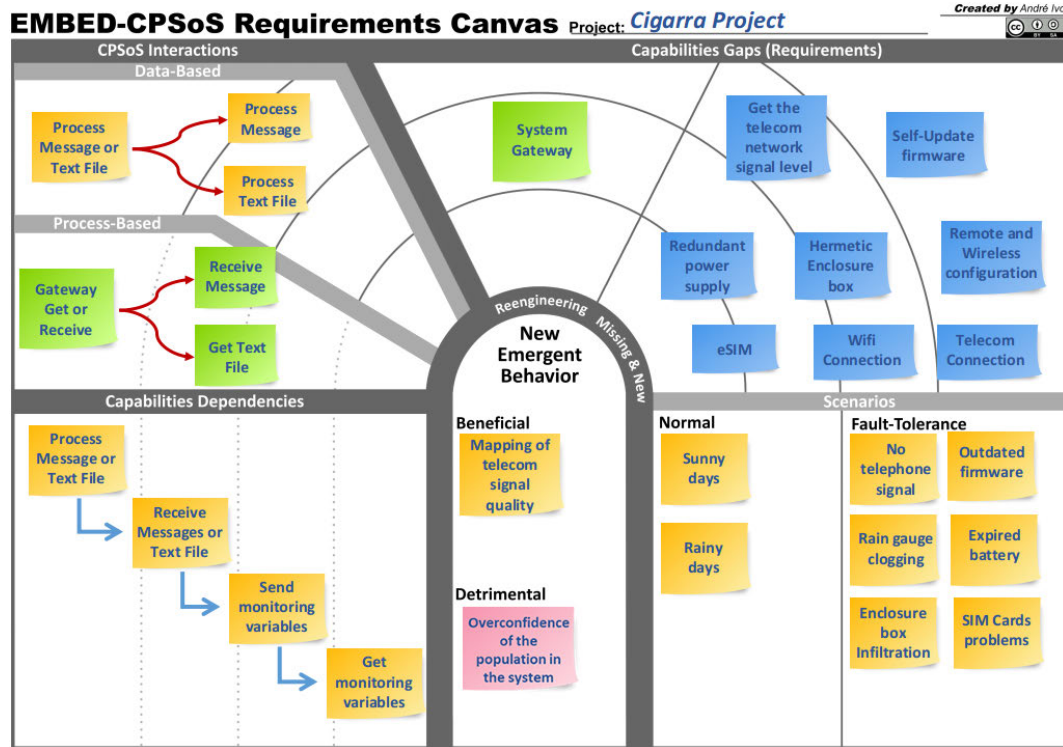 EMBED-CPSoS Requirements Canvas
Project: Cigarra Project
Created by André Ivo
cc
BY SA
CPSoS Interactions
Data-Based
Process
Message or
Text File
Process
Message
Process
Text File
Process-Based
Gateway
Get or
Receive
Receive
Message
Get Text
File
Capabilities Gaps (Requirements)
System
Gateway
Get the
telecom
network
signal level
Self-Update
firmware
Redundant
power
supply
Hermetic
Enclosure
box
Remote and
Wireless
configuration
eSIM
Wifi
Connection
Telecom
Connection
Reengineering
Missing & New
New
Emergent
Behavior
Beneficial
Mapping of
telecom
signal
quality
Detrimental
Overconfidence
of the
population in
the system
Capabilities Dependencies
Process
Message or
Text File
Receive
Messages or
Text File
Send
monitoring
variables
Get
monitoring
variables
Scenarios
Normal
Sunny
days
Rainy
days
Fault-Tolerance
No
telephone
signal
Outdated
firmware
Rain gauge
clogging
Expired
battery
Enclosure
box
Infiltration
SIM Cards
problems